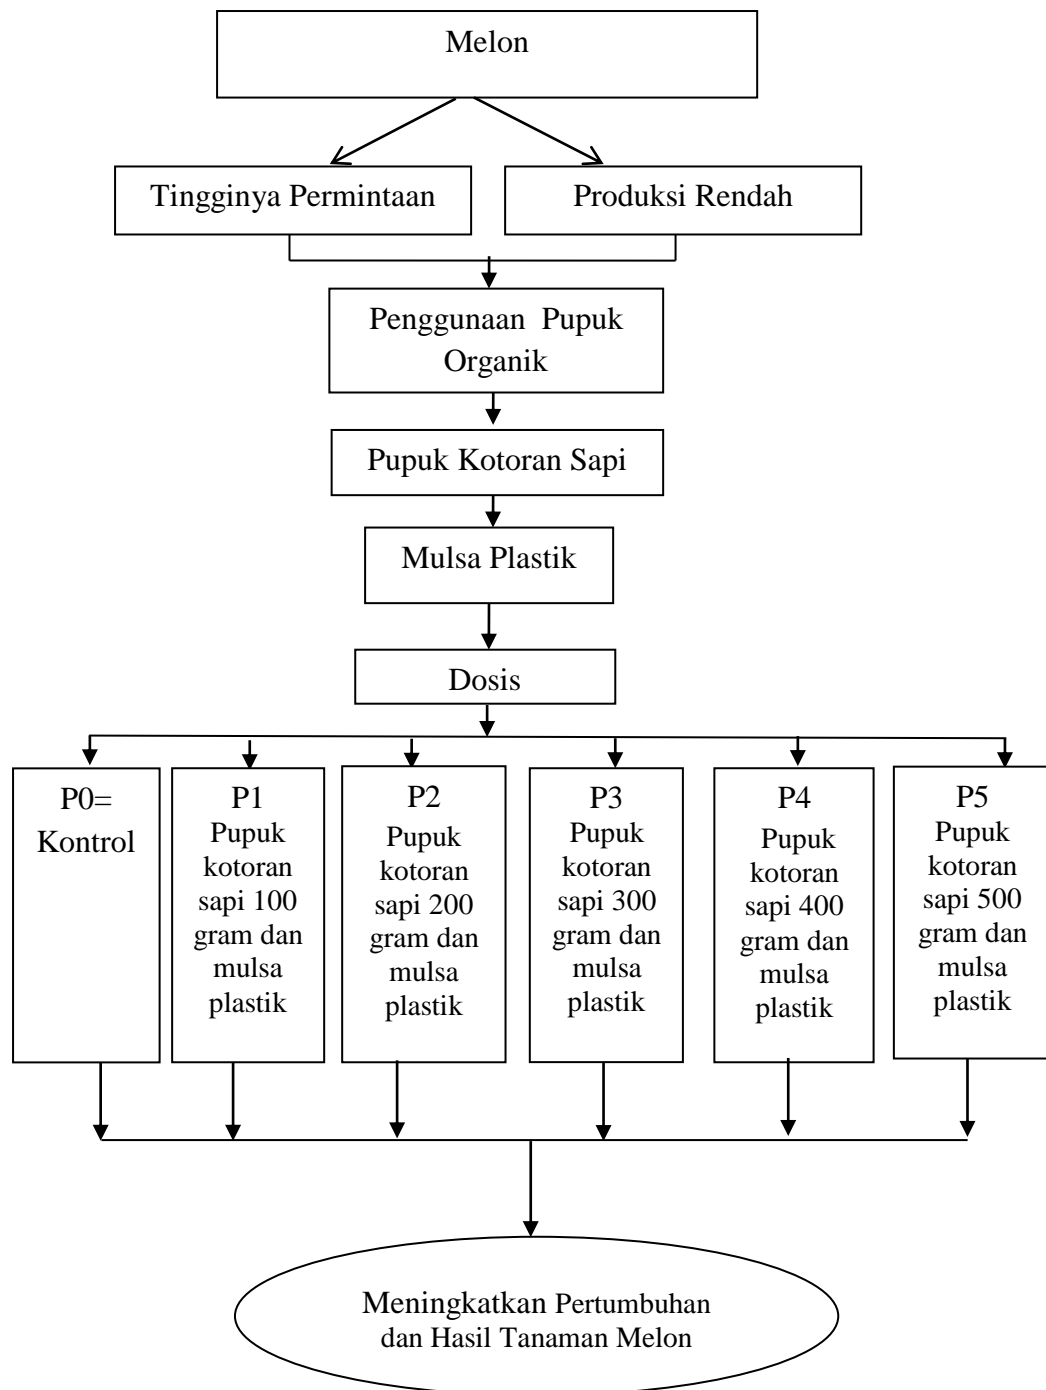 Melon
Tingginya Permintaan
Produksi Rendah
Penggunaan Pupuk
Organik
Pupuk Kotoran Sapi
Mulsa Plastik
Dosis
P0=
Kontrol
P1
Pupuk
kotoran
sapi 100
gram dan
mulsa
plastik
P2
Pupuk
kotoran
sapi 200
gram dan
mulsa
plastik
P3
Pupuk
kotoran
sapi 300
gram dan
mulsa
plastik
P4
Pupuk
kotoran
sapi 400
gram dan
mulsa
plastik
P5
Pupuk
kotoran
sapi 500
gram dan
mulsa
plastik
Meningkatkan Pertumbuhan
dan Hasil Tanaman Melon